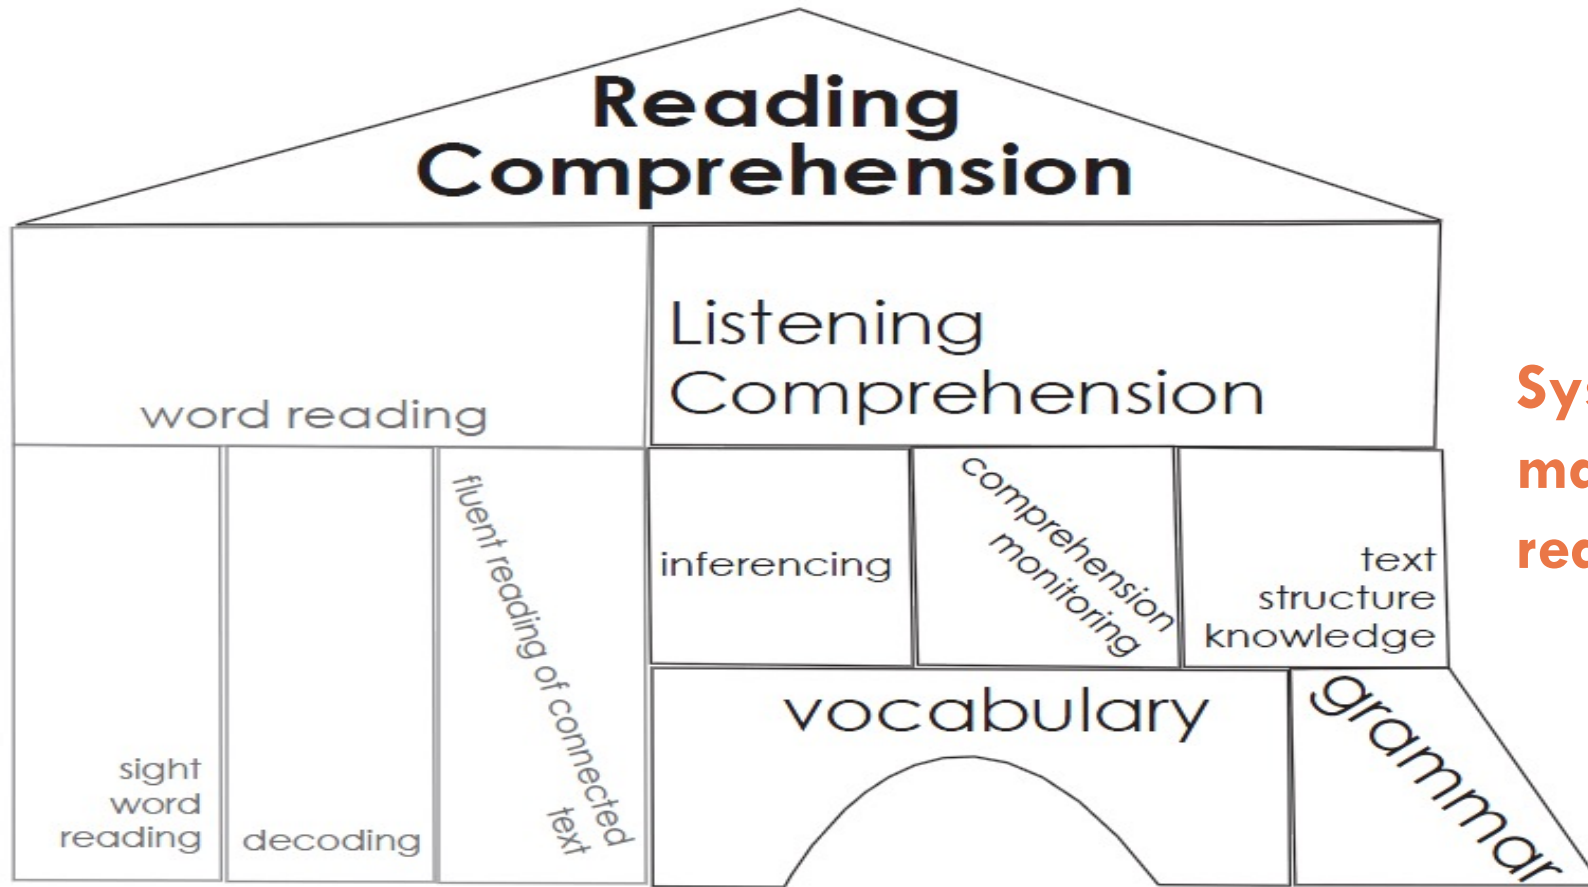 Reading
Comprehension
word reading
Listening
Comprehension
sight
word
reading
decoding
fluent reading of connected
text
inferencing
comprehension
monitoring
text
structure
knowledge
vocabulary
grammar